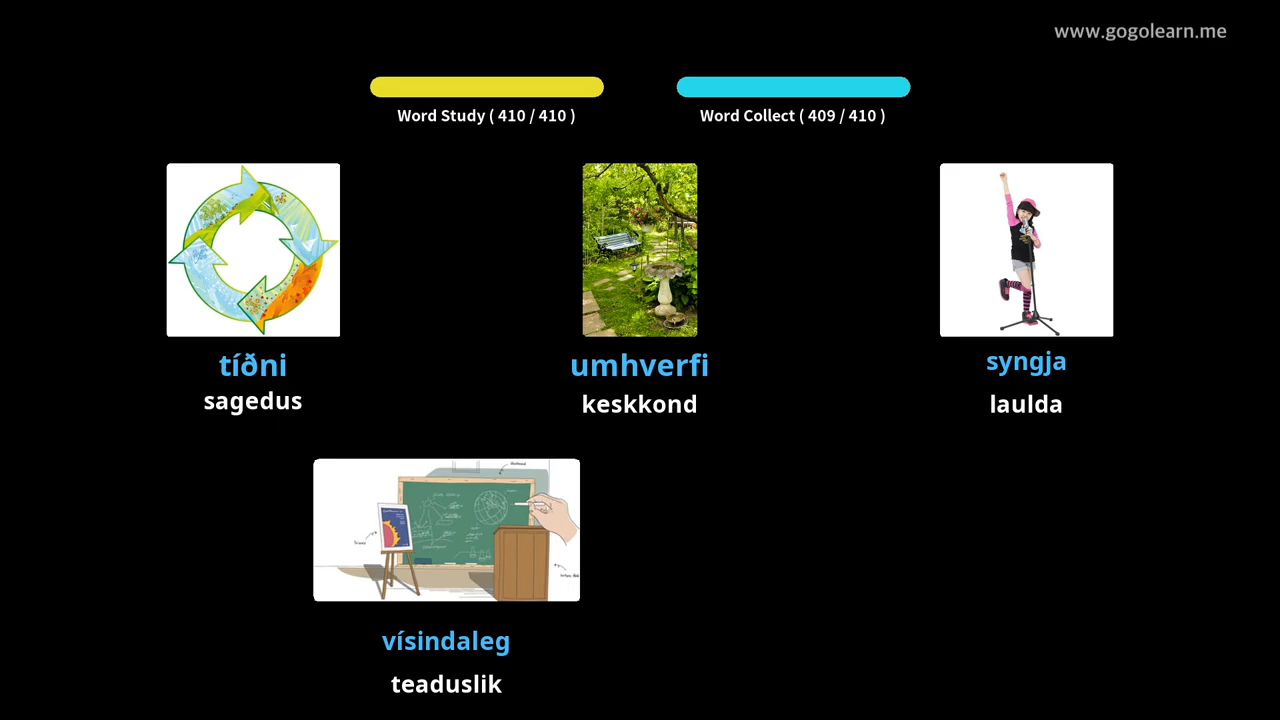 www.gogolearn.me
Word Study ( 410 / 410 )
Word Collect ( 409 / 410 )
tíðni
sagedus
umhverfi
keskkond
syngja
laulda
vísindaleg
teaduslik